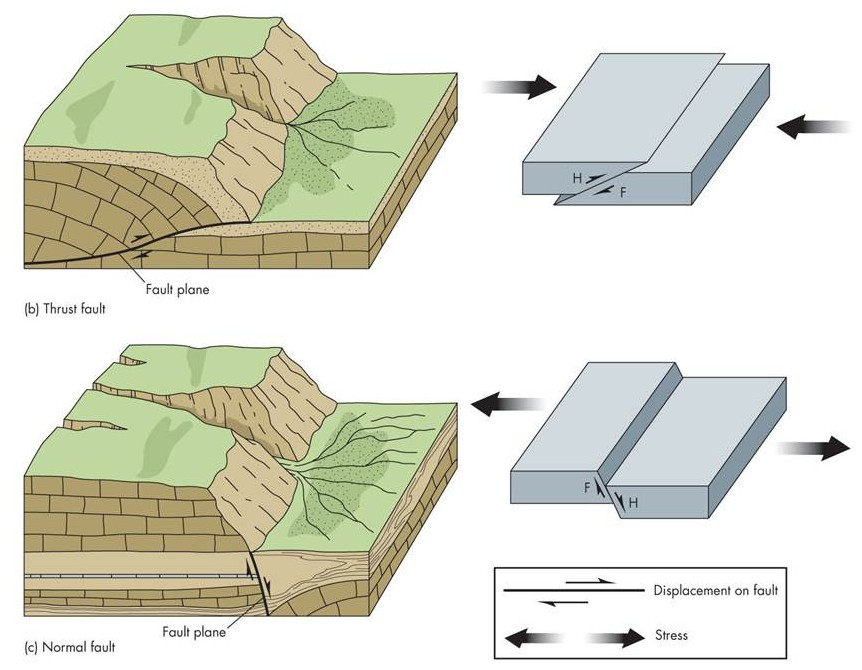 H
F
Fault plane
(b) Thrust fault
F
H
Displacement on fault
Fault plane
Stress
(c) Normal fault